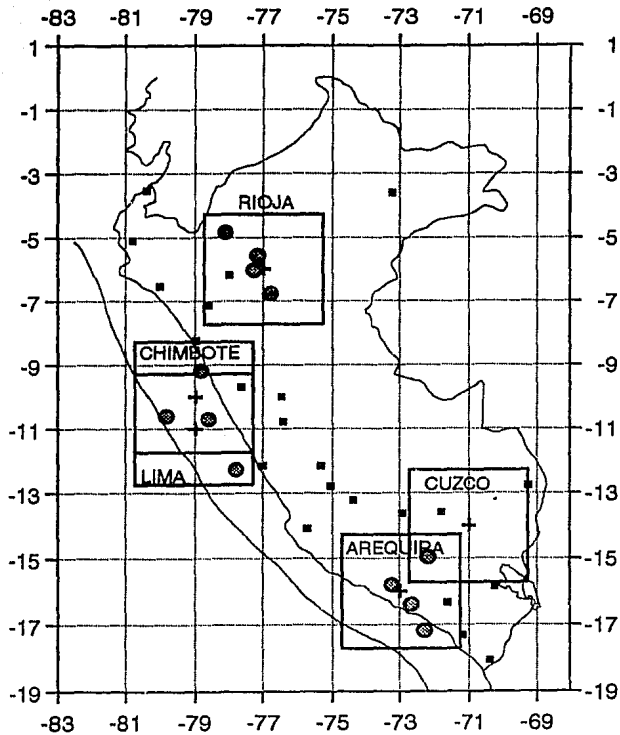 -83 -81 -79 -77 -75 -73 -71 -69
1 1
-1 -1
-3 -3
RIOJA
-5 -5
-7 -7
-9 -9
CHIMBOTE
-11 -11
LIMA
CUZCO
-13 -13
AREQUIPA
-15 -15
-17 -17
-19 -19
-83 -81 -79 -77 -75 -73 -71 -69